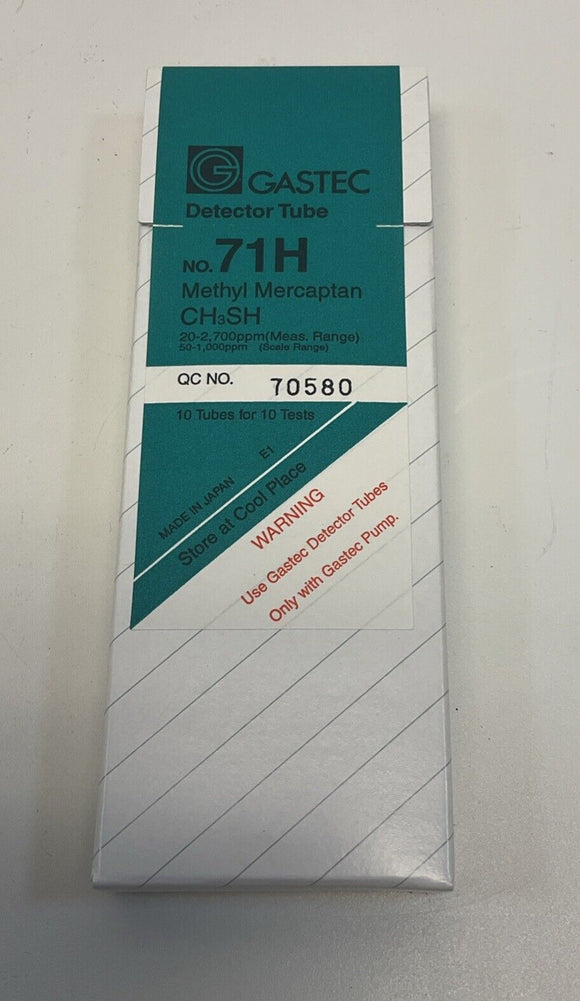 GASTEC
Detector Tube
NO. 71H
Methyl Mercaptan
CH₃SH
20-2,700ppm(Meas. Range)
50-1,000ppm (Scale Range)
QC NO. 70580
10 Tubes for 10 Tests
MADE IN JAPAN E1
Store at Cool Place
WARNING
Use Gastec Detector Tubes
Only with Gastec Pump.